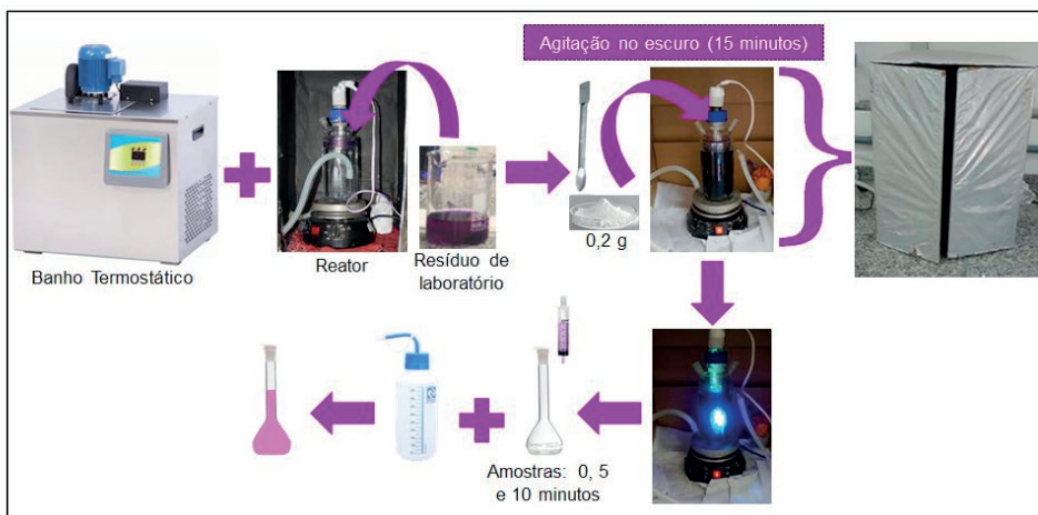 Agitação no escuro (15 minutos)
Banho Termostático
Reator
Resíduo de
laboratório
0,2 g
Amostras: 0, 5
e 10 minutos